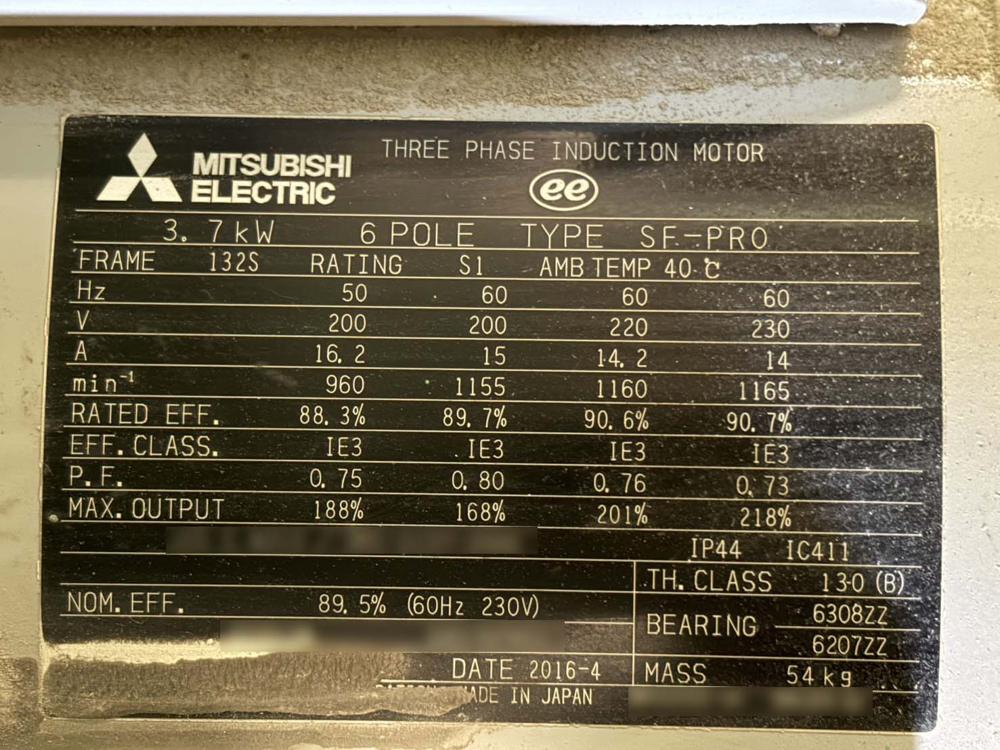 MITSUBISHI
ELECTRIC
THREE PHASE INDUCTION MOTOR
ee
3.7kW 6 POLE TYPE SF-PRO
FRAME 132S RATING S1 AMB TEMP 40 ℃
Hz 50 60 60 60
V 200 200 220 230
A 16.2 15 14.2 14
min⁻¹ 960 1155 1160 1165
RATED EFF. 88.3% 89.7% 90.6% 90.7%
EFF. CLASS. IE3 IE3 IE3 IE3
P.F. 0.75 0.80 0.76 0.73
MAX. OUTPUT 188% 168% 201% 218%
IP44 IC411
TH. CLASS 130 (B)
NOM. EFF. 89.5% (60Hz 230V)
BEARING 6308ZZ
6207ZZ
DATE 2016-4
MASS 54kg
MADE IN JAPAN